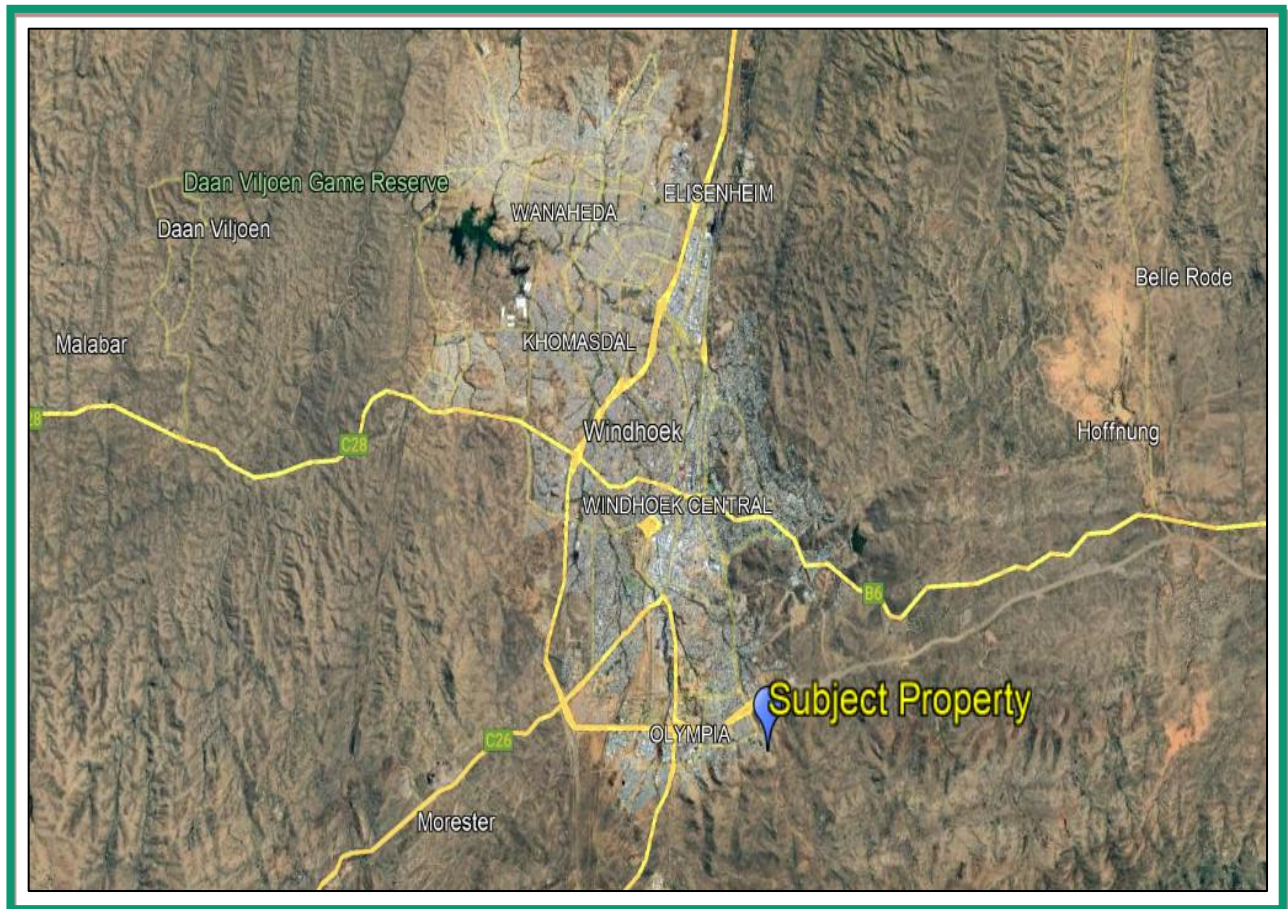 Daan Viljoen Game Reserve
ELISENHEIM
WANAHEDA
Daan Viljoen
Belle Rode
Malabar
KHOMASDAL
C28
Windhoek
Hoffnung
WINDHOEK CENTRAL
B6
Subject Property
OLYMPIA
C26
Morester